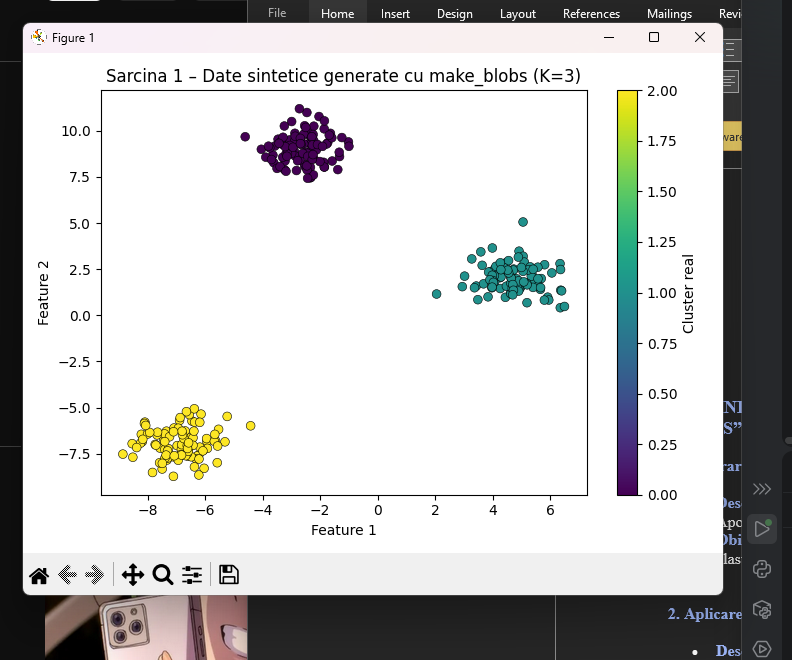 File Home Insert Design Layout References Mailings
Figure 1
Sarcina 1 – Date sintetice generate cu make_blobs (K=3)
10.0
7.5
5.0
2.5
0.0
−2.5
−5.0
−7.5
Feature 2
−8 −6 −4 −2 0 2 4 6
Feature 1
2.00
1.75
1.50
1.25
1.00
0.75
0.50
0.25
0.00
Cluster real
2. Aplicare